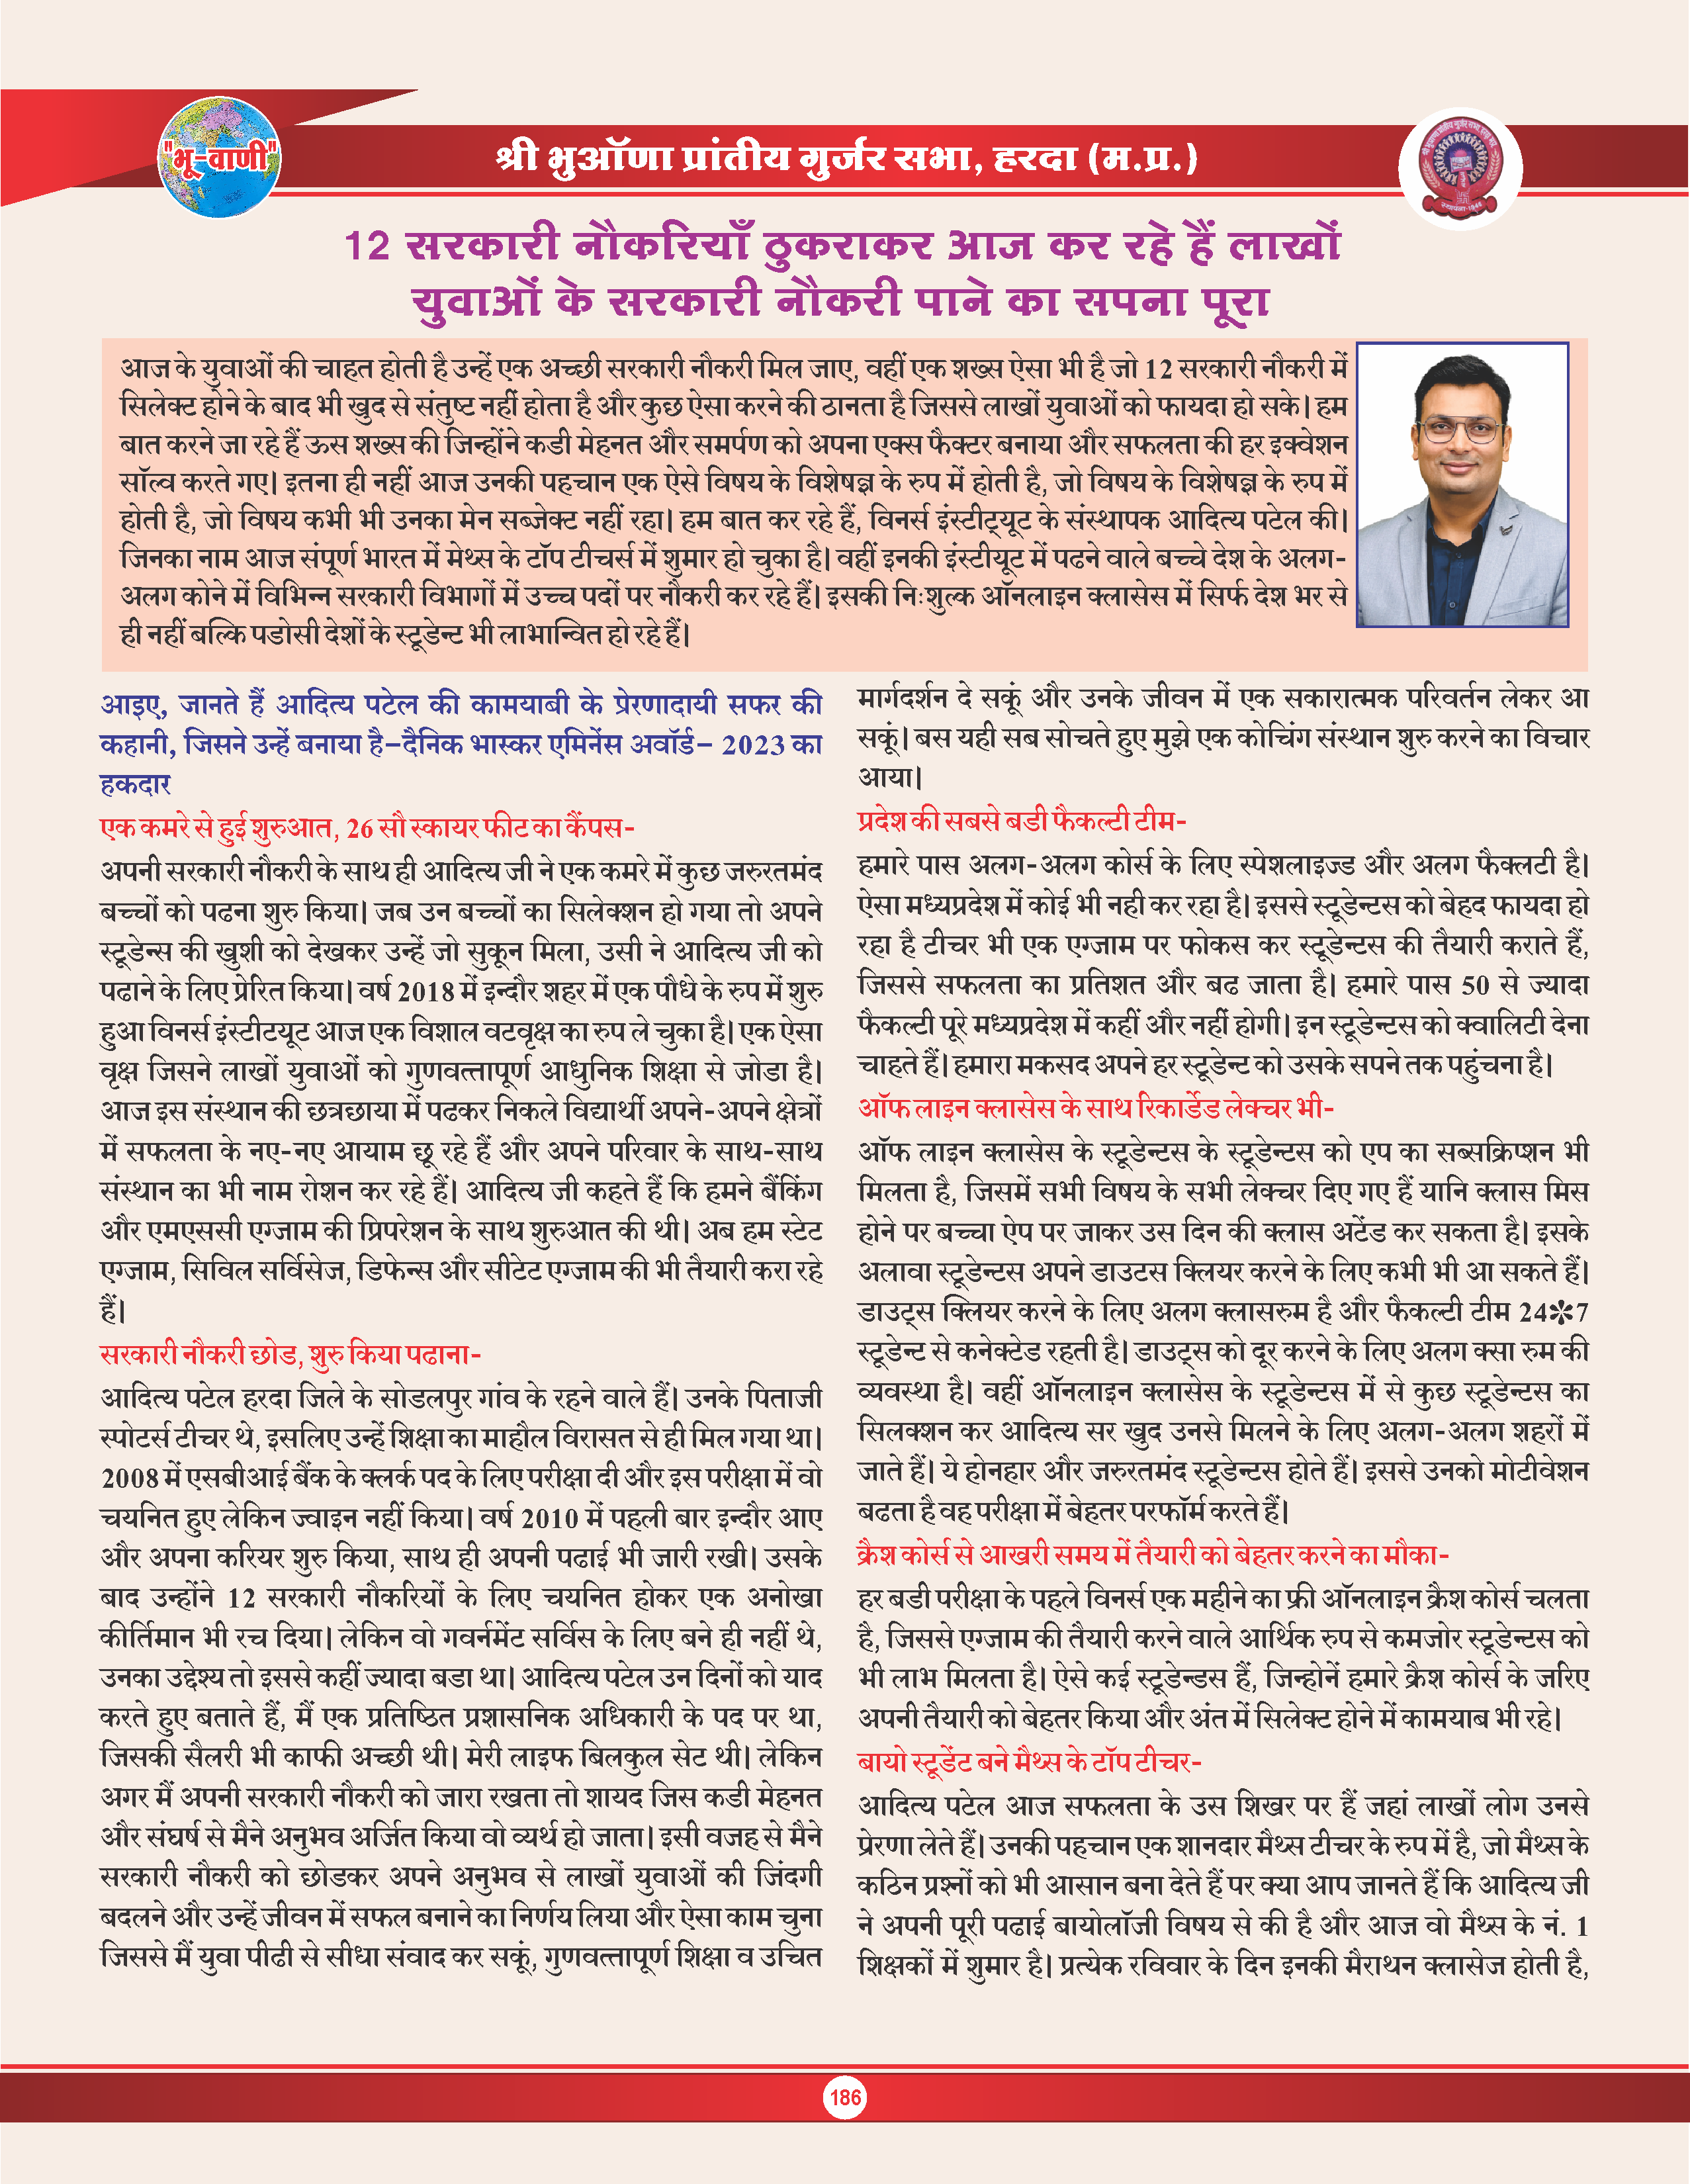 "भू-वाणी"
श्री भुऑणा प्रांतीय गुर्जर सभा, हरदा (म.प्र.)
12 सरकारी नौकरियाँ ठुकराकर आज कर रहे हैं लाखों
युवाओं के सरकारी नौकरी पाने का सपना पूरा
आज के युवाओं की चाहत होती है उन्हें एक अच्छी सरकारी नौकरी मिल जाए, वहीं एक शख्स ऐसा भी है जो 12 सरकारी नौकरी में
सिलेक्ट होने के बाद भी खुद से संतुष्ट नहीं होता है और कुछ ऐसा करने की ठानता है जिससे लाखों युवाओं को फायदा हो सके। हम
बात करने जा रहे हैं ऊस शख्स की जिन्होंने कडी मेहनत और समर्पण को अपना एक्स फैक्टर बनाया और सफलता की हर इक्वेशन
सॉल्व करते गए। इतना ही नहीं आज उनकी पहचान एक ऐसे विषय के विशेषज्ञ के रुप में होती है, जो विषय के विशेषज्ञ के रुप में
होती है, जो विषय कभी भी उनका मेन सब्जेक्ट नहीं रहा। हम बात कर रहे हैं, विनर्स इंस्टीट्यूट के संस्थापक आदित्य पटेल की।
जिनका नाम आज संपूर्ण भारत में मेथ्स के टॉप टीचर्स में शुमार हो चुका है। वहीं इनकी इंस्टीयूट में पढने वाले बच्चे देश के अलग-
अलग कोने में विभिन्न सरकारी विभागों में उच्च पदों पर नौकरी कर रहे हैं। इसकी निःशुल्क ऑनलाइन क्लासेस में सिर्फ देश भर से
ही नहीं बल्कि पडोसी देशों के स्टूडेन्ट भी लाभान्वित हो रहे हैं।
आइए, जानते हैं आदित्य पटेल की कामयाबी के प्रेरणादायी सफर की
कहानी, जिसने उन्हें बनाया है–दैनिक भास्कर एमिनेंस अवॉर्ड– 2023 का
हकदार
एक कमरे से हुई शुरुआत, 26 सौ स्कायर फीट का कैंपस-
अपनी सरकारी नौकरी के साथ ही आदित्य जी ने एक कमरे में कुछ जरुरतमंद
बच्चों को पढना शुरु किया। जब उन बच्चों का सिलेक्शन हो गया तो अपने
स्टूडेन्स की खुशी को देखकर उन्हें जो सुकून मिला, उसी ने आदित्य जी को
पढाने के लिए प्रेरित किया। वर्ष 2018 में इन्दौर शहर में एक पौधे के रुप में शुरु
हुआ विनर्स इंस्टीटयूट आज एक विशाल वटवृक्ष का रुप ले चुका है। एक ऐसा
वृक्ष जिसने लाखों युवाओं को गुणवत्तापूर्ण आधुनिक शिक्षा से जोडा है।
आज इस संस्थान की छत्रछाया में पढकर निकले विद्यार्थी अपने-अपने क्षेत्रों
में सफलता के नए-नए आयाम छू रहे हैं और अपने परिवार के साथ-साथ
संस्थान का भी नाम रोशन कर रहे हैं। आदित्य जी कहते हैं कि हमने बैंकिंग
और एमएससी एग्जाम की प्रिपरेशन के साथ शुरुआत की थी। अब हम स्टेट
एग्जाम, सिविल सर्विसेज, डिफेन्स और सीटेट एग्जाम की भी तैयारी करा रहे
हैं।
सरकारी नौकरी छोड, शुरु किया पढाना-
आदित्य पटेल हरदा जिले के सोडलपुर गांव के रहने वाले हैं। उनके पिताजी
स्पोटर्स टीचर थे, इसलिए उन्हें शिक्षा का माहौल विरासत से ही मिल गया था।
2008 में एसबीआई बैंक के क्लर्क पद के लिए परीक्षा दी और इस परीक्षा में वो
चयनित हुए लेकिन ज्वाइन नहीं किया। वर्ष 2010 में पहली बार इन्दौर आए
और अपना करियर शुरु किया, साथ ही अपनी पढाई भी जारी रखी। उसके
बाद उन्होंने 12 सरकारी नौकरियों के लिए चयनित होकर एक अनोखा
कीर्तिमान भी रच दिया। लेकिन वो गवर्नमेंट सर्विस के लिए बने ही नहीं थे,
उनका उद्देश्य तो इससे कहीं ज्यादा बडा था। आदित्य पटेल उन दिनों को याद
करते हुए बताते हैं, मैं एक प्रतिष्ठित प्रशासनिक अधिकारी के पद पर था,
जिसकी सैलरी भी काफी अच्छी थी। मेरी लाइफ बिलकुल सेट थी। लेकिन
अगर मैं अपनी सरकारी नौकरी को जारा रखता तो शायद जिस कडी मेहनत
और संघर्ष से मैने अनुभव अर्जित किया वो व्यर्थ हो जाता। इसी वजह से मैने
सरकारी नौकरी को छोडकर अपने अनुभव से लाखों युवाओं की जिंदगी
बदलने और उन्हें जीवन में सफल बनाने का निर्णय लिया और ऐसा काम चुना
जिससे मैं युवा पीढी से सीधा संवाद कर सकूं, गुणवत्तापूर्ण शिक्षा व उचित
मार्गदर्शन दे सकूं और उनके जीवन में एक सकारात्मक परिवर्तन लेकर आ
सकूं। बस यही सब सोचते हुए मुझे एक कोचिंग संस्थान शुरु करने का विचार
आया।
प्रदेश की सबसे बडी फैकल्टी टीम-
हमारे पास अलग-अलग कोर्स के लिए स्पेशलाइज्ड और अलग फैक्लटी है।
ऐसा मध्यप्रदेश में कोई भी नही कर रहा है। इससे स्टूडेन्टस को बेहद फायदा हो
रहा है टीचर भी एक एग्जाम पर फोकस कर स्टूडेन्टस की तैयारी कराते हैं,
जिससे सफलता का प्रतिशत और बढ जाता है। हमारे पास 50 से ज्यादा
फैकल्टी पूरे मध्यप्रदेश में कहीं और नहीं होगी। इन स्टूडेन्टस को क्वालिटी देना
चाहते हैं। हमारा मकसद अपने हर स्टूडेन्ट को उसके सपने तक पहुंचना है।
ऑफ लाइन क्लासेस के साथ रिकार्डेड लेक्चर भी-
ऑफ लाइन क्लासेस के स्टूडेन्टस के स्टूडेन्टस को एप का सब्सक्रिप्शन भी
मिलता है, जिसमें सभी विषय के सभी लेक्चर दिए गए हैं यानि क्लास मिस
होने पर बच्चा ऐप पर जाकर उस दिन की क्लास अटेंड कर सकता है। इसके
अलावा स्टूडेन्टस अपने डाउटस क्लियर करने के लिए कभी भी आ सकते हैं।
डाउट्स क्लियर करने के लिए अलग क्लासरुम है और फैकल्टी टीम 24✽7
स्टूडेन्ट से कनेक्टेड रहती है। डाउट्स को दूर करने के लिए अलग क्सा रुम की
व्यवस्था है। वहीं ऑनलाइन क्लासेस के स्टूडेन्टस में से कुछ स्टूडेन्टस का
सिलक्शन कर आदित्य सर खुद उनसे मिलने के लिए अलग-अलग शहरों में
जाते हैं। ये होनहार और जरुरतमंद स्टूडेन्टस होते हैं। इससे उनको मोटीवेशन
बढता है वह परीक्षा में बेहतर परफॉर्म करते हैं।
क्रैश कोर्स से आखरी समय में तैयारी को बेहतर करने का मौका-
हर बडी परीक्षा के पहले विनर्स एक महीने का फ्री ऑनलाइन क्रैश कोर्स चलता
है, जिससे एग्जाम की तैयारी करने वाले आर्थिक रुप से कमजोर स्टूडेन्टस को
भी लाभ मिलता है। ऐसे कई स्टूडेन्डस हैं, जिन्होनें हमारे क्रैश कोर्स के जरिए
अपनी तैयारी को बेहतर किया और अंत में सिलेक्ट होने में कामयाब भी रहे।
बायो स्टूडेंट बने मैथ्स के टॉप टीचर-
आदित्य पटेल आज सफलता के उस शिखर पर हैं जहां लाखों लोग उनसे
प्रेरणा लेते हैं। उनकी पहचान एक शानदार मैथ्स टीचर के रुप में है, जो मैथ्स के
कठिन प्रश्नों को भी आसान बना देते हैं पर क्या आप जानते हैं कि आदित्य जी
ने अपनी पूरी पढाई बायोलॉजी विषय से की है और आज वो मैथ्स के नं. 1
शिक्षकों में शुमार है। प्रत्येक रविवार के दिन इनकी मैराथन क्लासेज होती है,
186